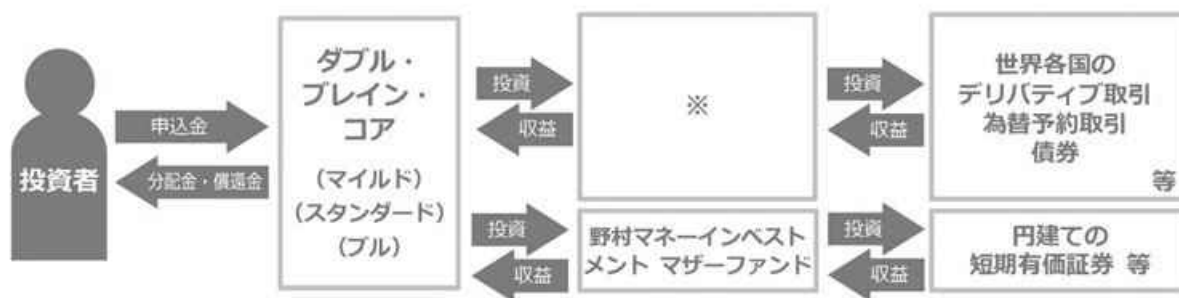 投資者
申込金
分配金・償還金
ダブル・
ブレイン・
コア
(マイルド)
(スタンダード)
(ブル)
投資
収益
※
投資
収益
世界各国の
デリバティブ取引
為替予約取引
債券
等
投資
収益
野村マネーインベスト
メント マザーファンド
投資
収益
円建ての
短期有価証券 等